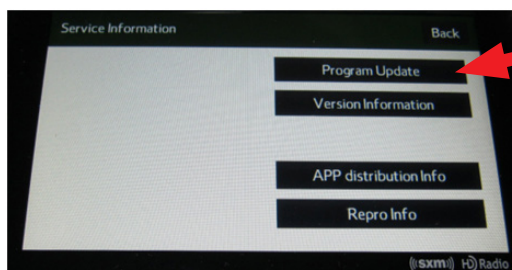 Service Information
Back
Program Update
Version Information
APP distribution Info
Repro Info
((sxm)) HD Radio